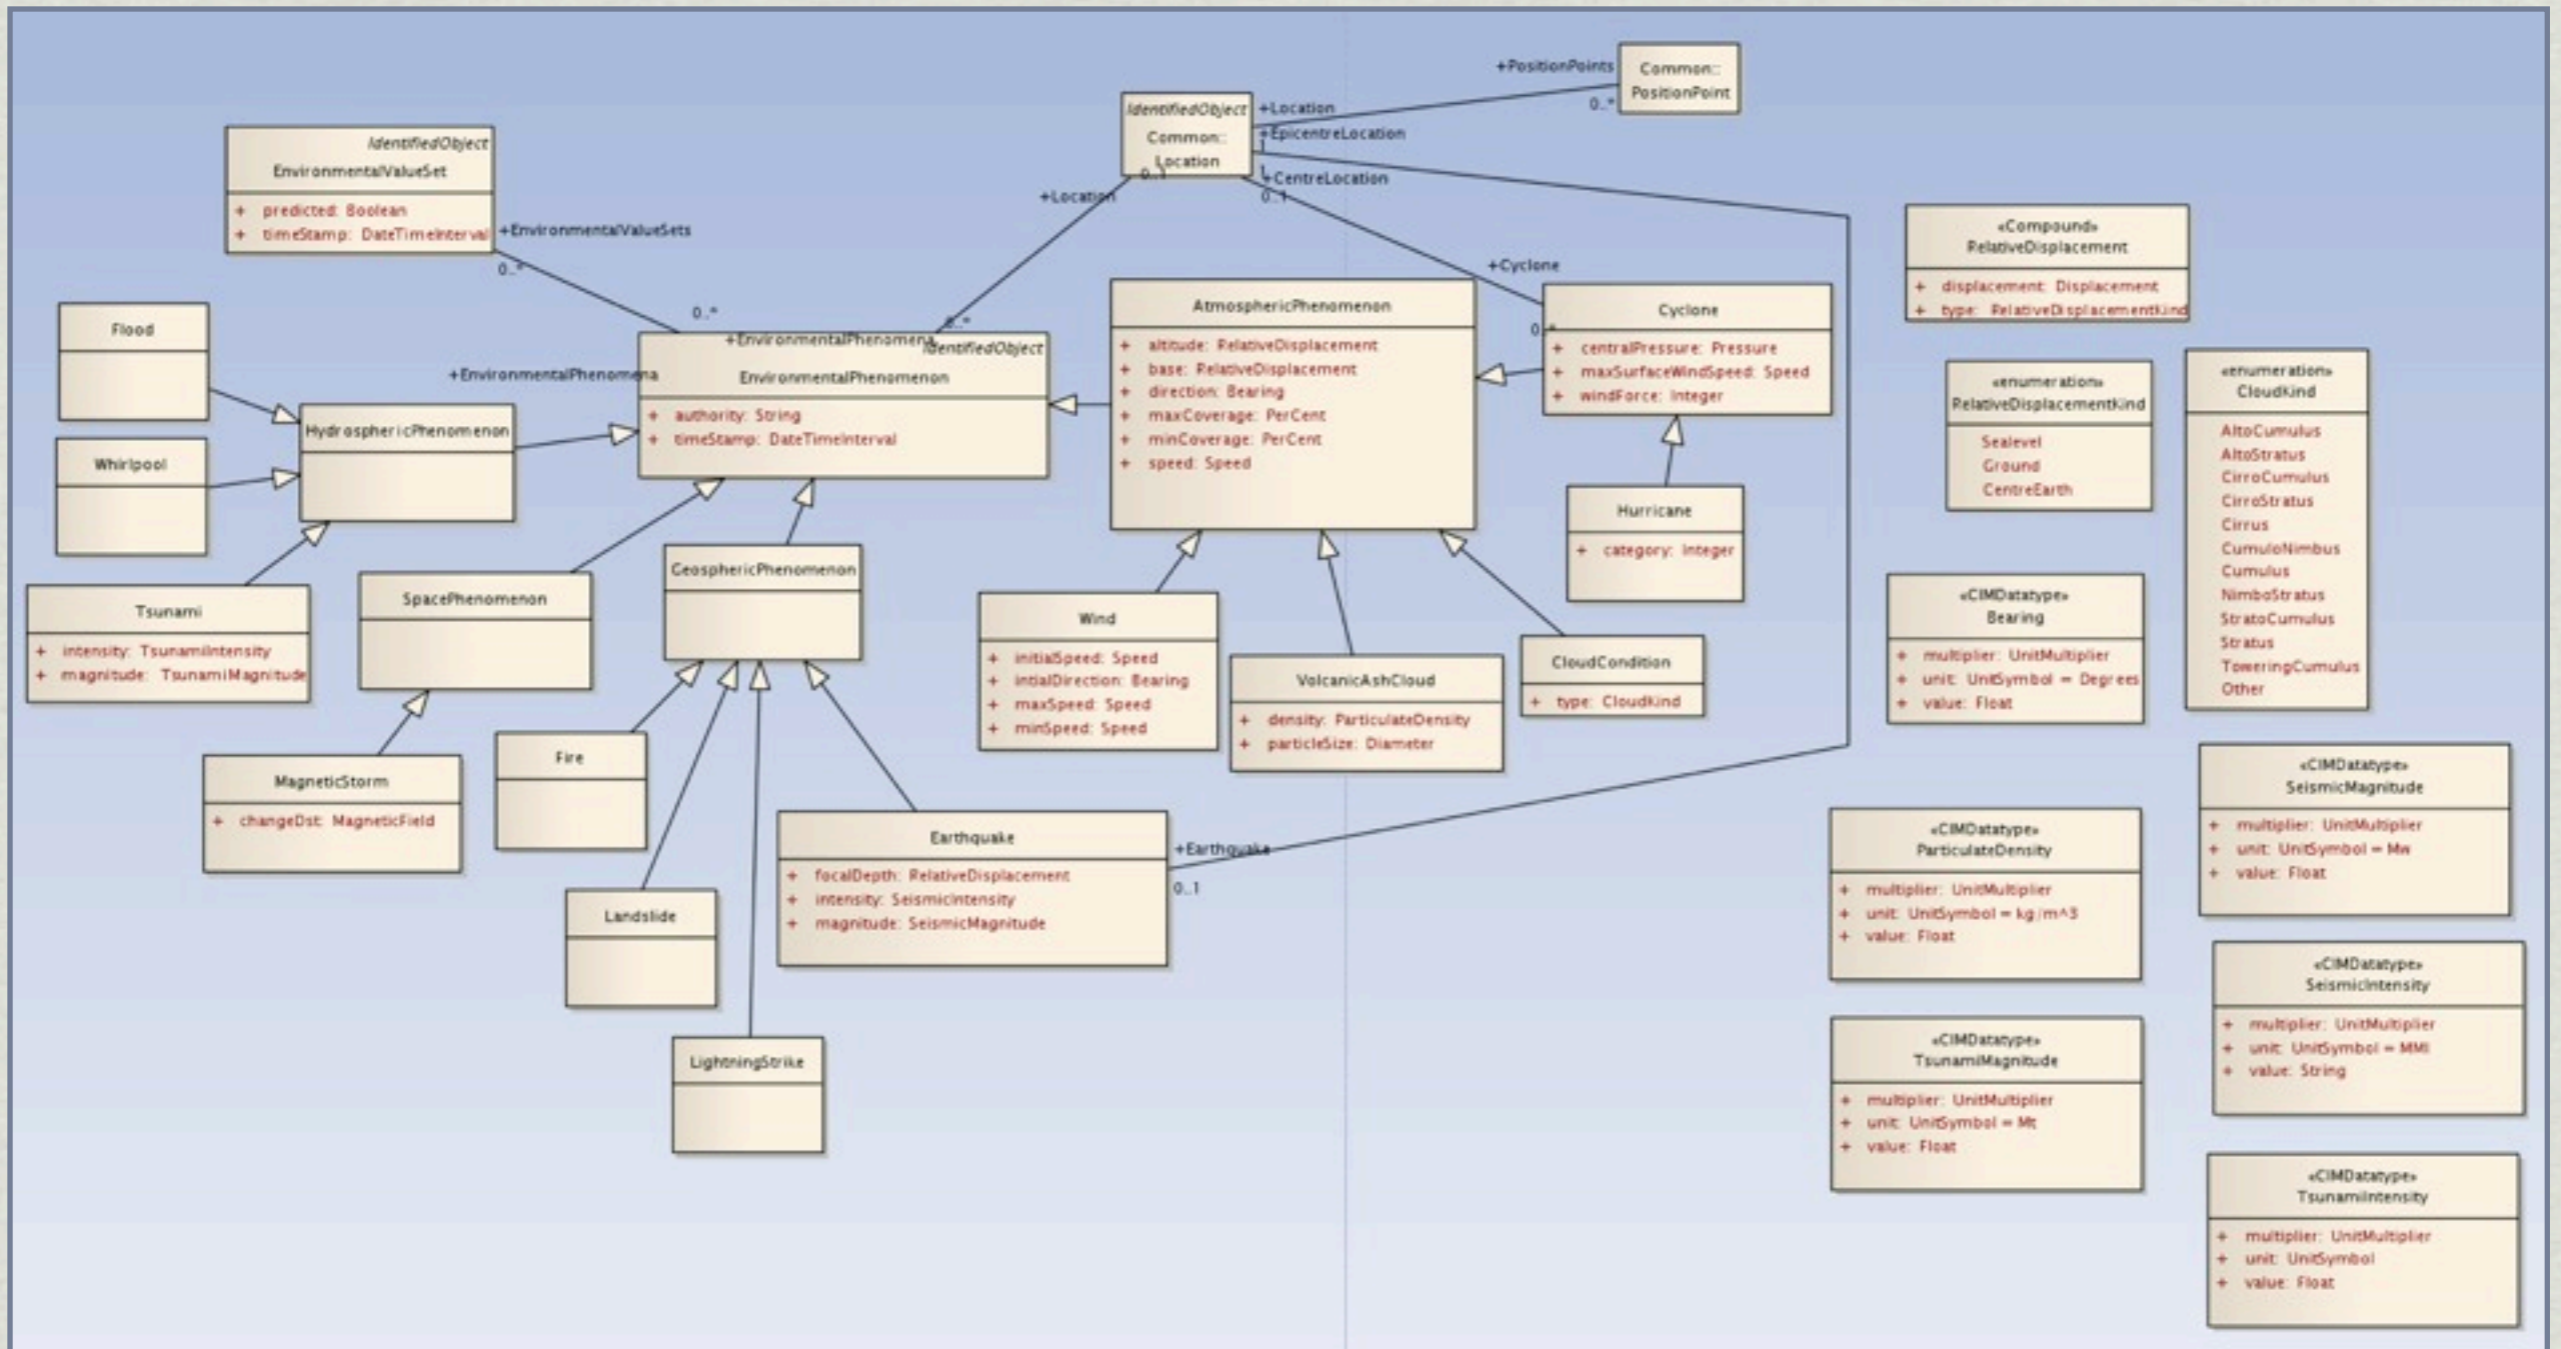 +PositionPoints
0..*
Common::
PositionPoint
IdentifiedObject
Common::
Location
+Location
+EpicentreLocation
1
1
+CentreLocation
0..1
0..1
+Location
IdentifiedObject
EnvironmentalValueSet
+ predicted: Boolean
+ timeStamp: DateTimeInterval
+EnvironmentalValueSets
0..*
0..*
+EnvironmentalPhenomena
0..*
+EnvironmentalPhenomena
IdentifiedObject
EnvironmentalPhenomenon
+ authority: String
+ timeStamp: DateTimeInterval
Flood
Whirlpool
HydrosphericPhenomenon
Tsunami
+ intensity: TsunamiIntensity
+ magnitude: TsunamiMagnitude
SpacePhenomenon
MagneticStorm
+ changeDst: MagneticField
GeosphericPhenomenon
Fire
Landslide
LightningStrike
Earthquake
+ focalDepth: RelativeDisplacement
+ intensity: SeismicIntensity
+ magnitude: SeismicMagnitude
+Earthquake
0..1
AtmosphericPhenomenon
+ altitude: RelativeDisplacement
+ base: RelativeDisplacement
+ direction: Bearing
+ maxCoverage: PerCent
+ minCoverage: PerCent
+ speed: Speed
+Cyclone
0..*
Cyclone
+ centralPressure: Pressure
+ maxSurfaceWindSpeed: Speed
+ windForce: Integer
Hurricane
+ category: Integer
Wind
+ initialSpeed: Speed
+ intialDirection: Bearing
+ maxSpeed: Speed
+ minSpeed: Speed
VolcanicAshCloud
+ density: ParticulateDensity
+ particleSize: Diameter
CloudCondition
+ type: CloudKind
«Compound»
RelativeDisplacement
+ displacement: Displacement
+ type: RelativeDisplacementKind
«enumeration»
RelativeDisplacementKind
Sealevel
Ground
CentreEarth
«enumeration»
CloudKind
AltoCumulus
AltoStratus
CirroCumulus
CirroStratus
Cirrus
CumuloNimbus
Cumulus
NimboStratus
StratoCumulus
Stratus
ToweringCumulus
Other
«CIMDatatype»
Bearing
+ multiplier: UnitMultiplier
+ unit: UnitSymbol = Degrees
+ value: Float
«CIMDatatype»
SeismicMagnitude
+ multiplier: UnitMultiplier
+ unit: UnitSymbol = Mw
+ value: Float
«CIMDatatype»
ParticulateDensity
+ multiplier: UnitMultiplier
+ unit: UnitSymbol = kg/m^3
+ value: Float
«CIMDatatype»
SeismicIntensity
+ multiplier: UnitMultiplier
+ unit: UnitSymbol = MMI
+ value: String
«CIMDatatype»
TsunamiMagnitude
+ multiplier: UnitMultiplier
+ unit: UnitSymbol = Mt
+ value: Float
«CIMDatatype»
TsunamiIntensity
+ multiplier: UnitMultiplier
+ unit: UnitSymbol
+ value: Float